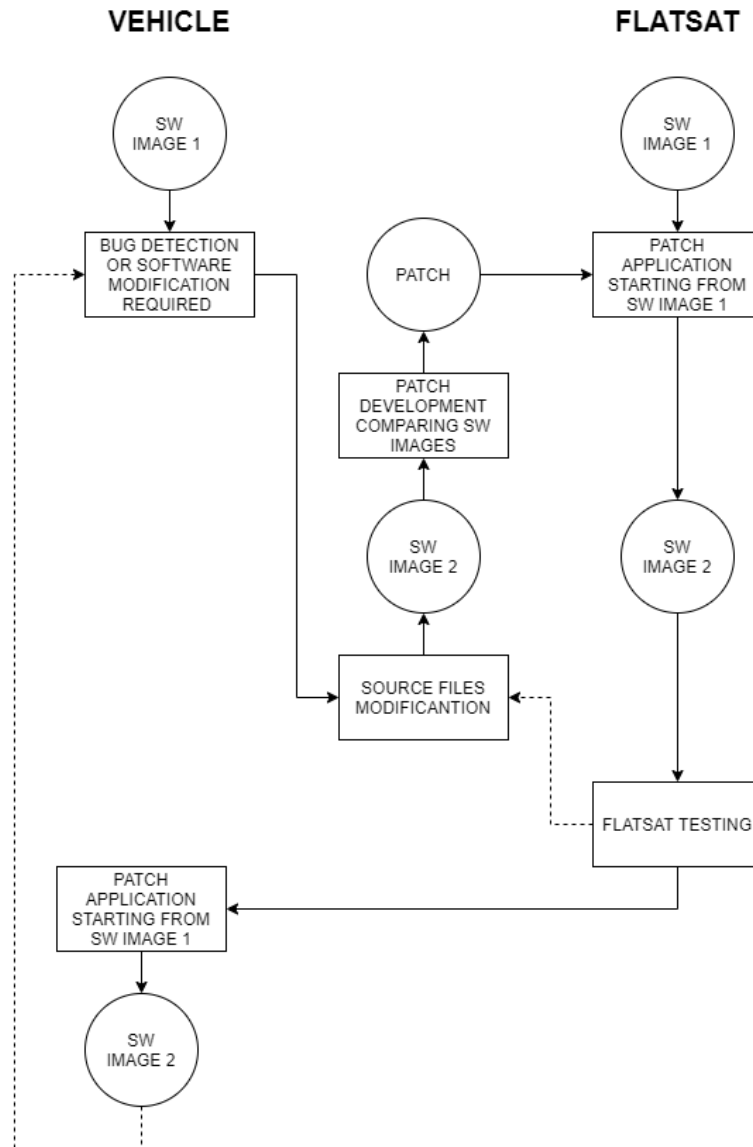 VEHICLE
FLATSAT
SW
IMAGE 1
SW
IMAGE 1
BUG DETECTION
OR SOFTWARE
MODIFICATION
REQUIRED
PATCH
PATCH
APPLICATION
STARTING FROM
SW IMAGE 1
PATCH
DEVELOPMENT
COMPARING SW
IMAGES
SW
IMAGE 2
SW
IMAGE 2
SOURCE FILES
MODIFICANTION
FLATSAT TESTING
PATCH
APPLICATION
STARTING FROM
SW IMAGE 1
SW
IMAGE 2